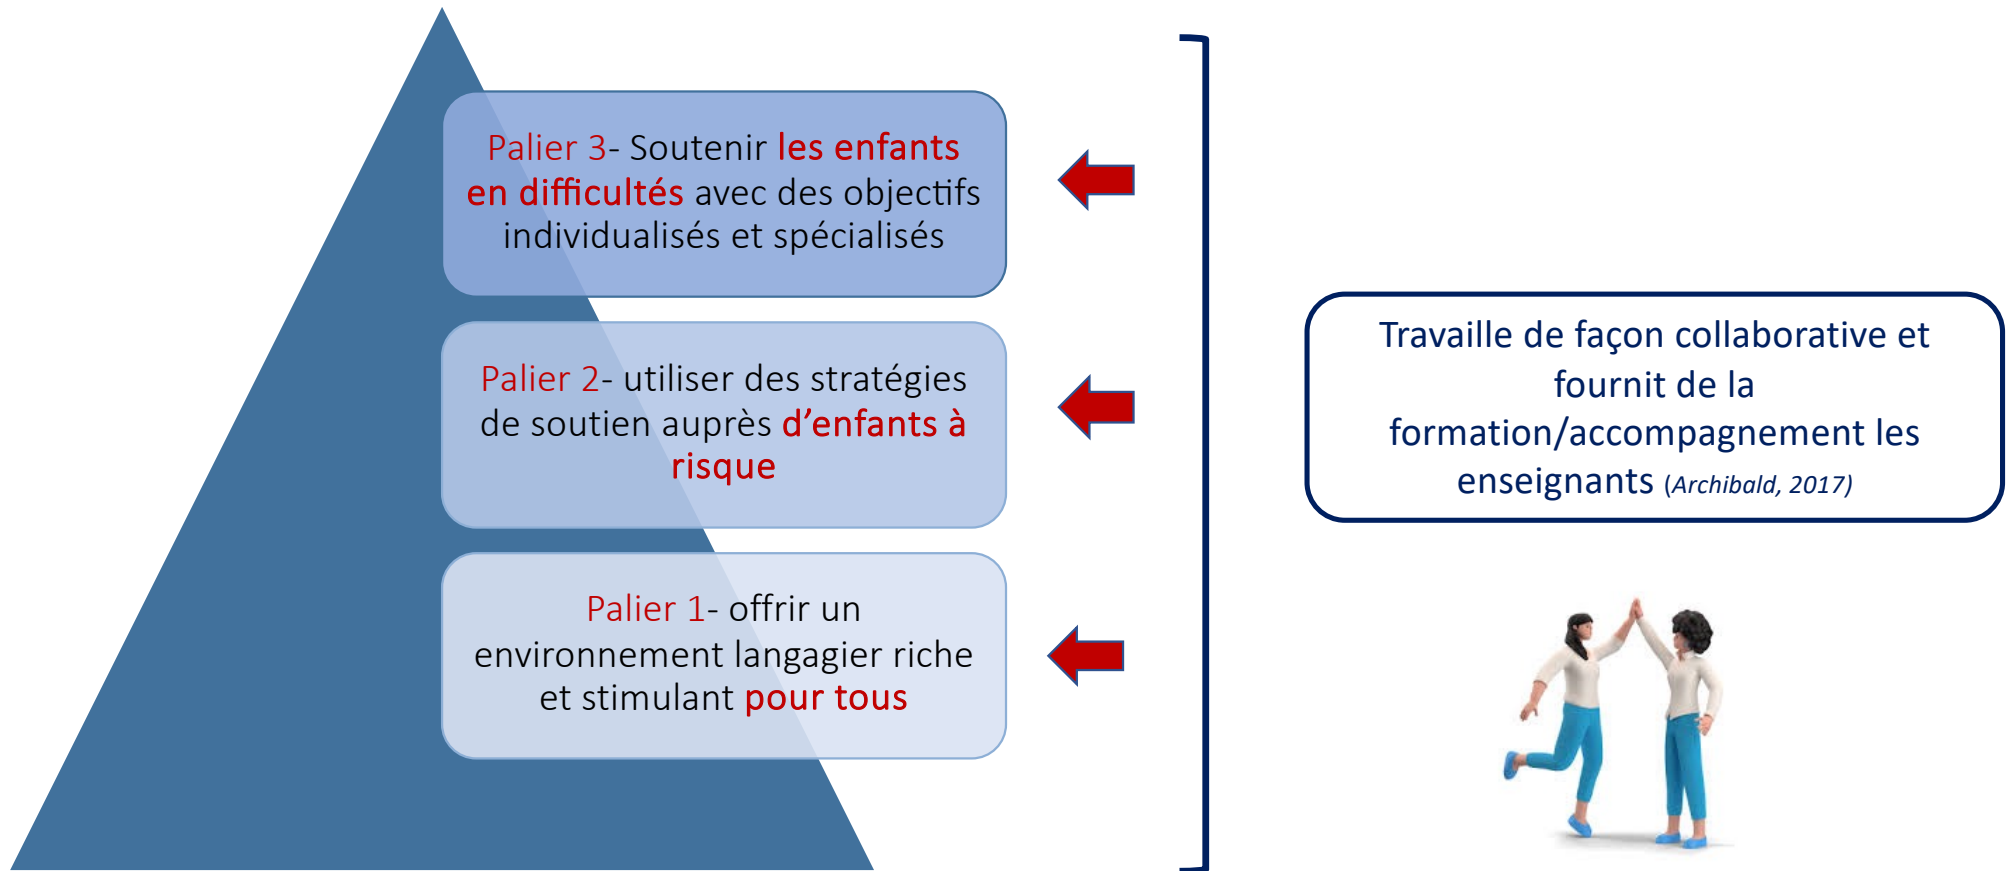 Palier 3- Soutenir les enfants
en difficultés avec des objectifs
individualisés et spécialisés
Palier 2- utiliser des stratégies
de soutien auprès d’enfants à
risque
Palier 1- offrir un
environnement langagier riche
et stimulant pour tous
Travaille de façon collaborative et
fournit de la
formation/accompagnement les
enseignants (Archibald, 2017)